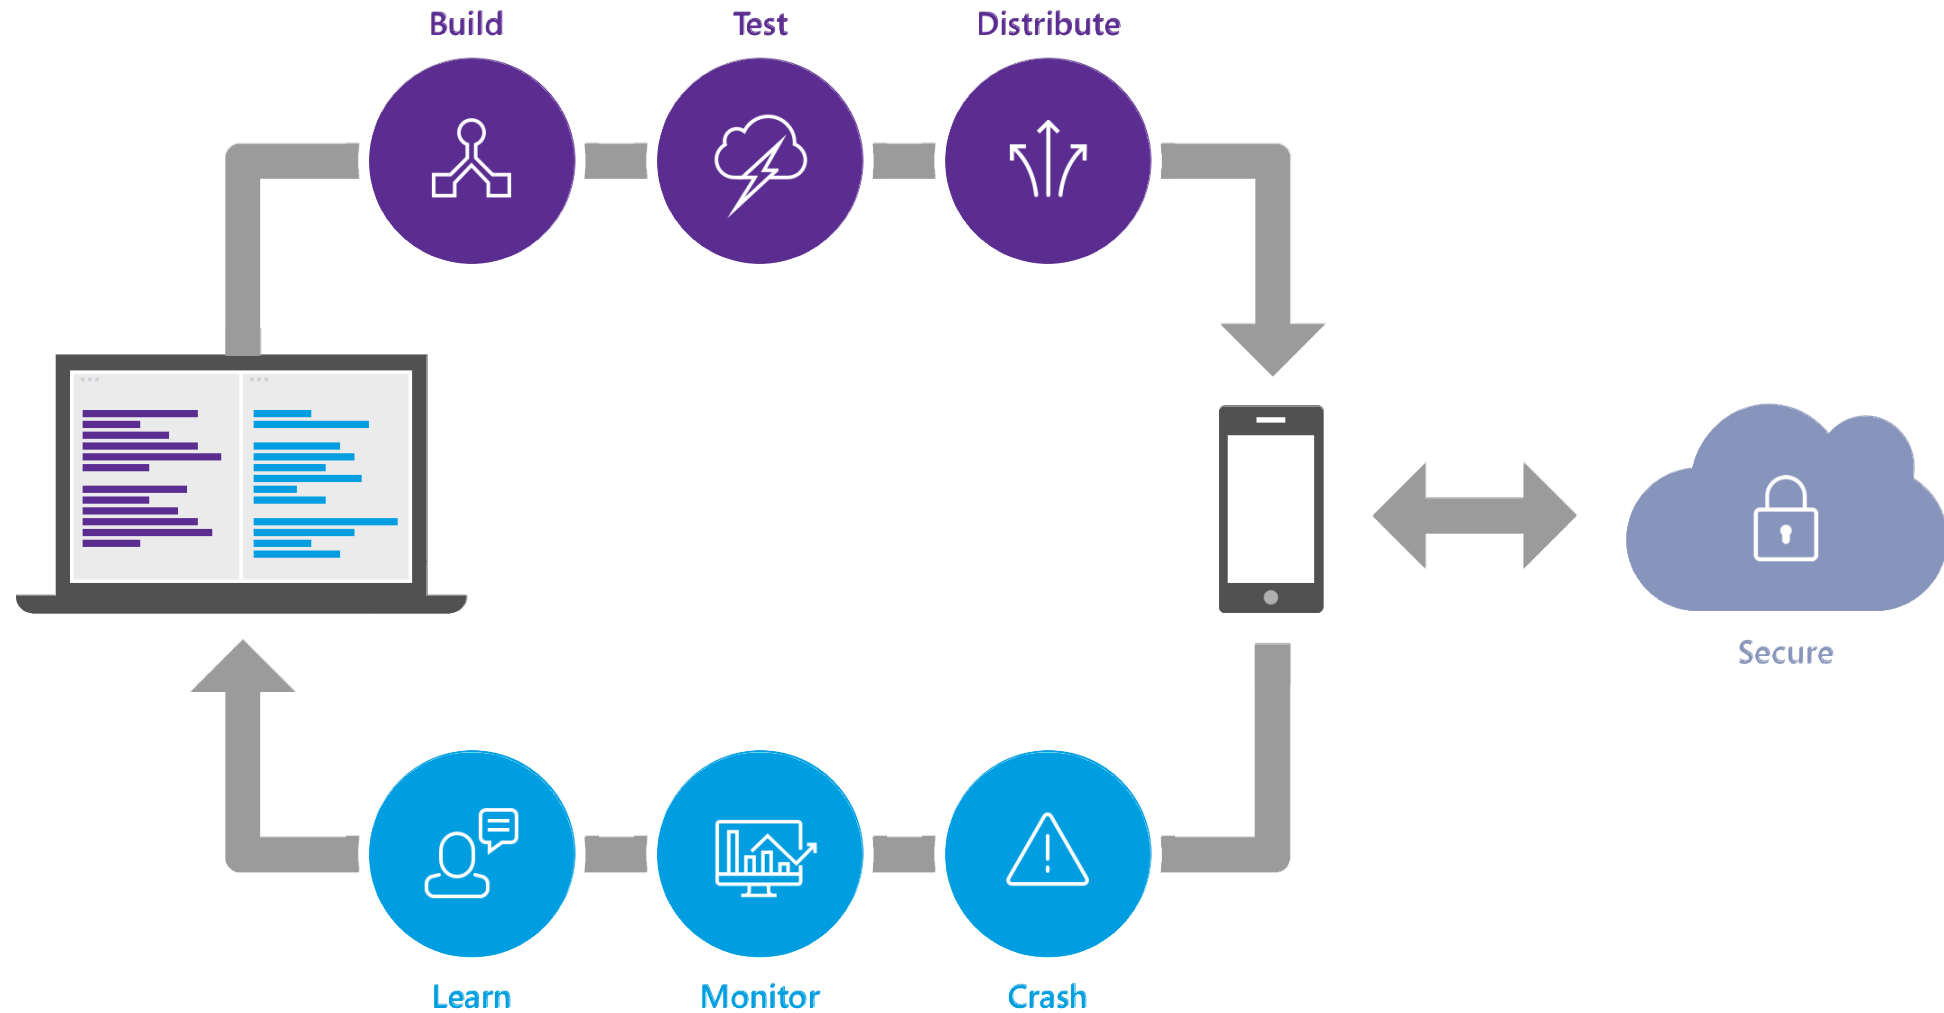 Build
Test
Distribute
Secure
Learn
Monitor
Crash